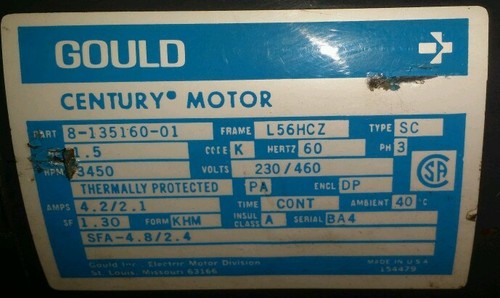 GOULD
CENTURY® MOTOR
PART 8-135160-01 FRAME L56HCZ TYPE SC
1.5 CODE K HERTZ 60 PH 3
RPM 3450 VOLTS 230/460
THERMALLY PROTECTED PA ENCL DP
AMPS 4.2/2.1 TIME CONT AMBIENT 40°C
SF 1.30 FORM KHM INSUL CLASS A SERIAL BA4
SFA-4.8/2.4
Gould Inc. Electric Motor Division
St. Louis, Missouri 63166
MADE IN U.S.A.
154479
SA